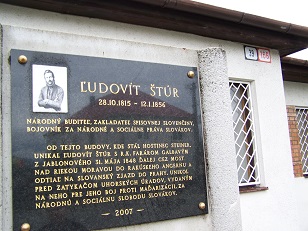 ĽUDOVÍT ŠTÚR
28.10.1815 - 12.1.1856
NÁRODNÝ BUDITEĽ, ZAKLADATEĽ SPISOVNEJ SLOVENČINY,
BOJOVNÍK ZA NÁRODNÉ A SOCIÁLNE PRÁVA SLOVÁKOV.
OD TEJTO BUDOVY, KDE STÁL HOSTINEC STEINER,
UNIKAL ĽUDOVÍT ŠTÚR S R.K. FARÁROM GALBAVÝM
Z JABLONOVÉHO 31. MÁJA 1848 ĎALEJ CEZ MOST
NAD RIEKOU MORAVOU DO RAKÚSKEHO ANGERNU A
ODTIAĽ NA SLOVANSKÝ ZJAZD DO PRAHY. UNIKOL
PRED ZATYKAČOM UHORSKÝCH ÚRADOV, VYDANÝM
NA NEHO PRE JEHO BOJ PROTI MAĎARIZÁCII, ZA
NÁRODNÚ A SOCIÁLNU SLOBODU SLOVÁKOV.
- 2007 -